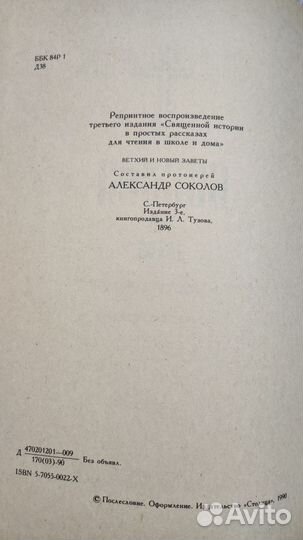 ББК 84Р 1
Д38
Репринтное воспроизведение
третьего издания «Священной истории
в простых рассказах
для чтения в школе и дома»
ВЕТХИЙ И НОВЫЙ ЗАВЕТЫ
Составил протоиерей
АЛЕКСАНДР СОКОЛОВ
С.-Петербург
Издание 3-е,
книгопродавца И. Л. Тузова,
1896
Д 470201201—009
170(03)-90 Без объявл.
ISBN 5-7055-0022-X
© Послесловие. Оформление. Издательство «Столица», 1990
Avito